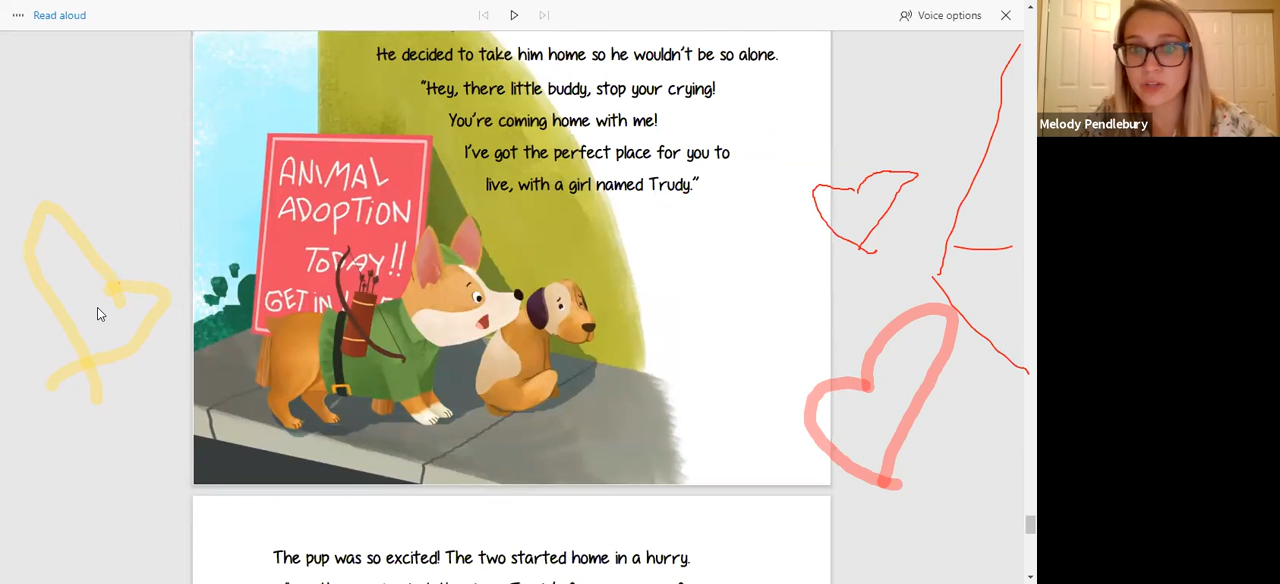 Read aloud
Voice options
He decided to take him home so he wouldn't be so alone.
"Hey, there little buddy, stop your crying!
You're coming home with me!
I've got the perfect place for you to
live, with a girl named Trudy."
ANIMAL
ADOPTION
TODAY!!
GET IN
The pup was so excited! The two started home in a hurry.
Melody Pendlebury